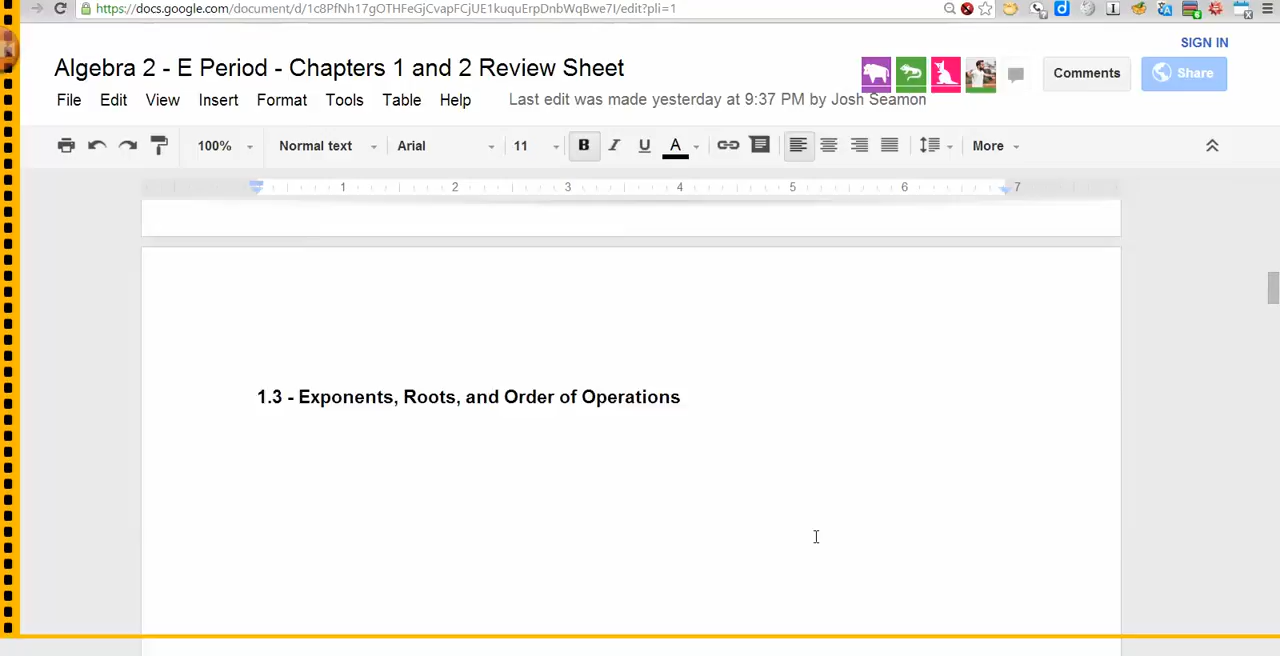 https://docs.google.com/document/d/1c8PfNh17gOTHFeGjCvapFCjUE1kuquErpDnbWqBwe7I/edit?pli=1
SIGN IN
Algebra 2 - E Period - Chapters 1 and 2 Review Sheet
Comments
Share
File Edit View Insert Format Tools Table Help Last edit was made yesterday at 9:37 PM by Josh Seamon
100% Normal text Arial 11 B I U A More
1 2 3 4 5 6 7
1.3 - Exponents, Roots, and Order of Operations